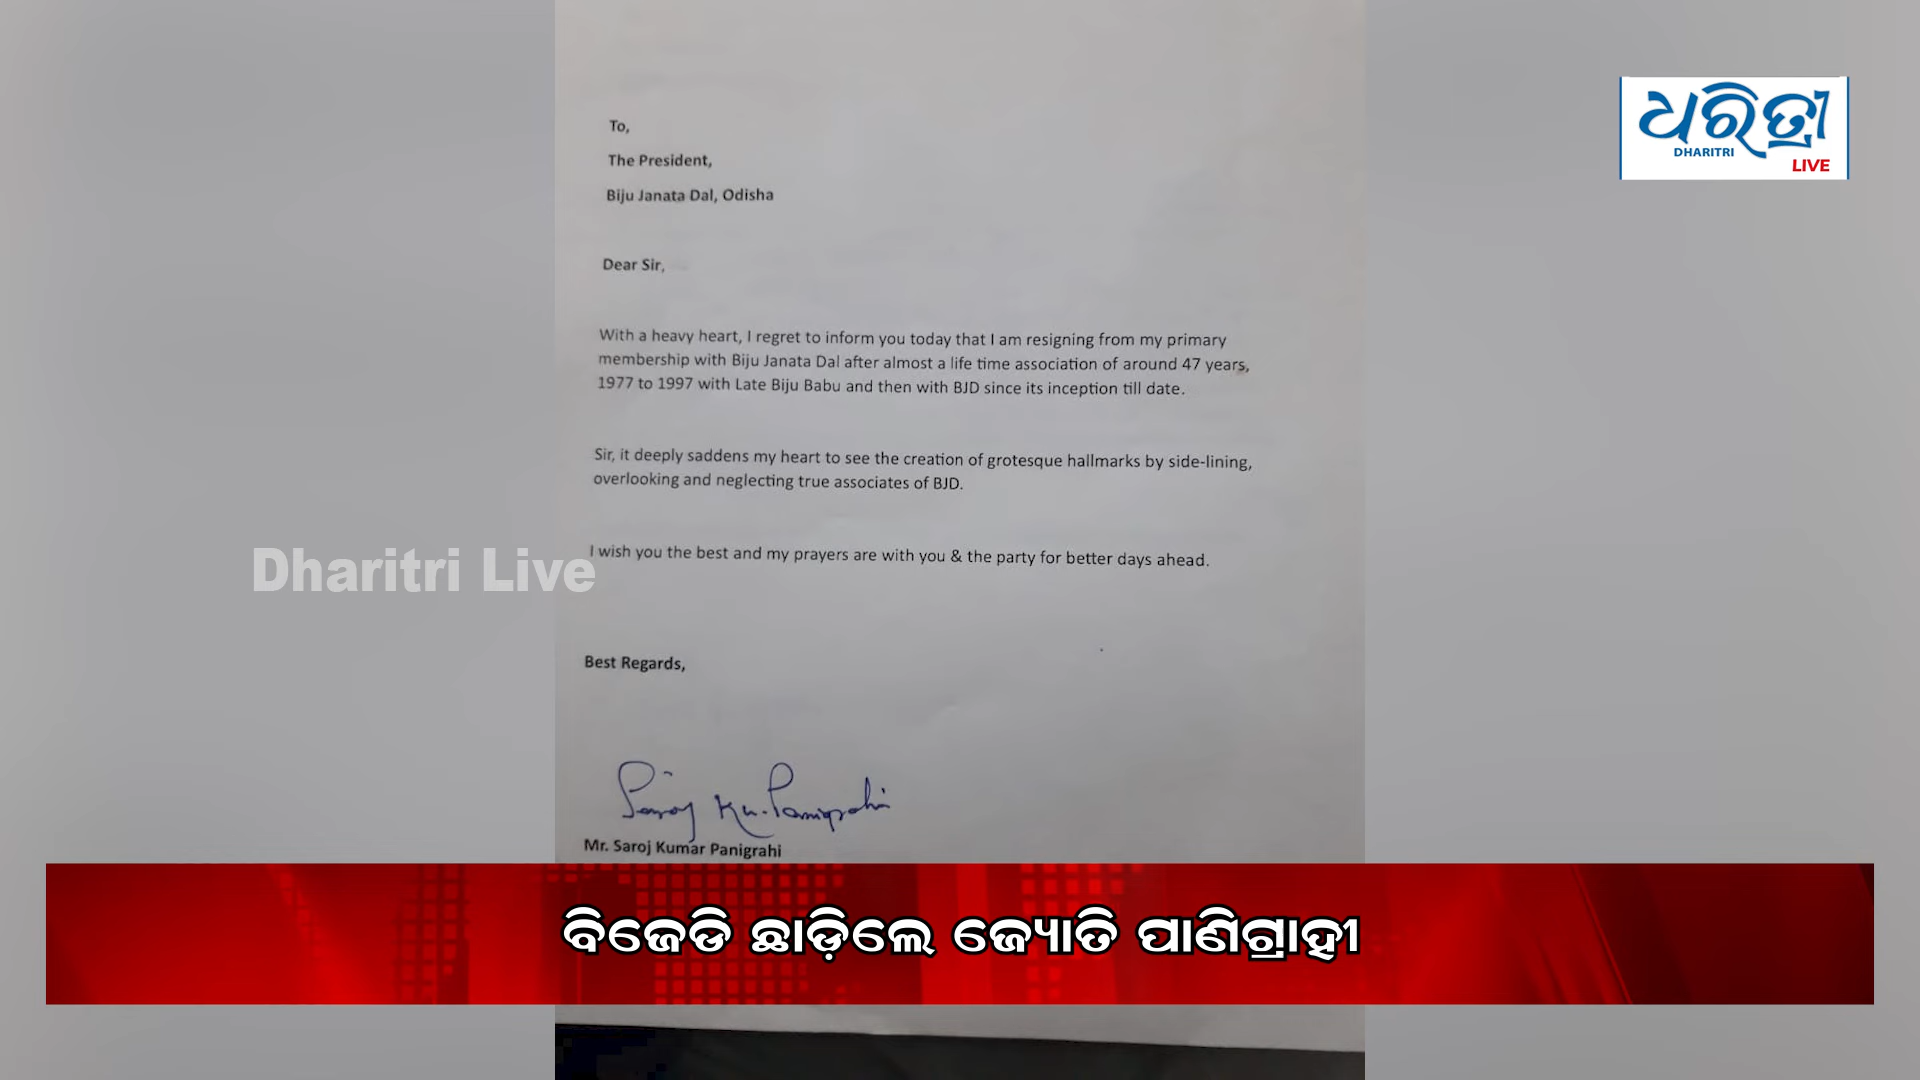 ଧରିତ୍ରୀ
DHARITRI
LIVE
To,
The President,
Biju Janata Dal, Odisha
Dear Sir,
With a heavy heart, I regret to inform you today that I am resigning from my primary
membership with Biju Janata Dal after almost a life time association of around 47 years,
1977 to 1997 with Late Biju Babu and then with BJD since its inception till date.
Sir, it deeply saddens my heart to see the creation of grotesque hallmarks by side-lining,
overlooking and neglecting true associates of BJD.
Dharitri Live
I wish you the best and my prayers are with you & the party for better days ahead.
Best Regards,
Saroj Ku. Panigrahi
Mr. Saroj Kumar Panigrahi
ବିଜେଡି ଛାଡ଼ିଲେ ଜ୍ୟୋତି ପାଣିଗ୍ରାହୀ